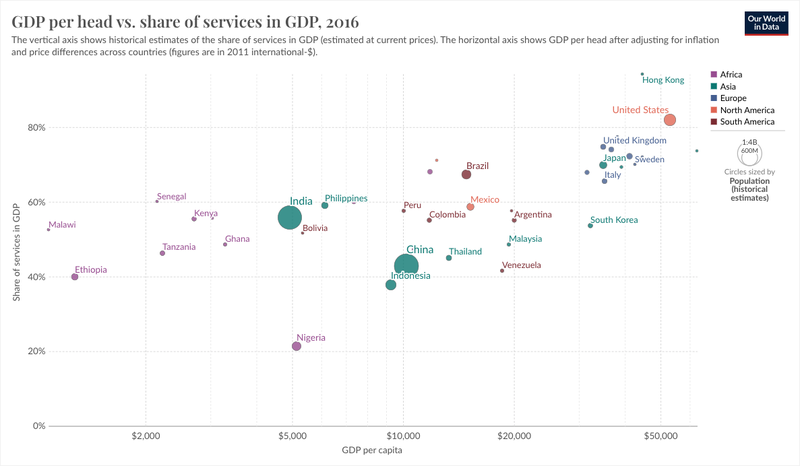 GDP per head vs. share of services in GDP, 2016
Our World
in Data
The vertical axis shows historical estimates of the share of services in GDP (estimated at current prices). The horizontal axis shows GDP per head after adjusting for inflation
and price differences across countries (figures are in 2011 international-$).
Hong Kong
United States
80%
United Kingdom
Japan
Sweden
Italy
Brazil
60%
Senegal
India
Philippines
Mexico
Peru
Kenya
Colombia
Argentina
South Korea
Malawi
Bolivia
Ghana
Malaysia
Tanzania
China
Thailand
Venezuela
Ethiopia
40%
Indonesia
Nigeria
20%
0%
Share of services in GDP
$2,000
$5,000
$10,000
$20,000
$50,000
GDP per capita
Africa
Asia
Europe
North America
South America
1:4B
600M
Circles sized by
Population
(historical
estimates)